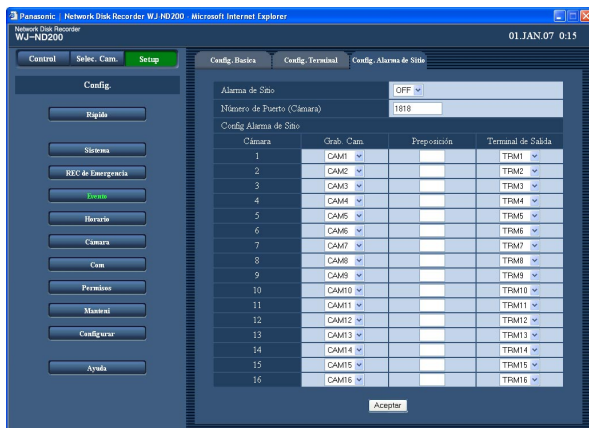 Panasonic | Network Disk Recorder WJ-ND200 - Microsoft Internet Explorer
Network Disk Recorder
WJ-ND200
01.JAN.07 0:15
Control Selec. Cam. Setup
Config. Basica Config. Terminal Config. Alarma de Sitio
Config.
Rápido
Sistema
REC de Emergencia
Evento
Horario
Cámara
Com
Permisos
Manteni
Configurar
Ayuda
Alarma de Sitio OFF
Número de Puerto (Cámara) 1818
Config Alarma de Sitio
Cámara Grab. Cam. Preposición Terminal de Salida
1 CAM1 TRM1
2 CAM2 TRM2
3 CAM3 TRM3
4 CAM4 TRM4
5 CAM5 TRM5
6 CAM6 TRM6
7 CAM7 TRM7
8 CAM8 TRM8
9 CAM9 TRM9
10 CAM10 TRM10
11 CAM11 TRM11
12 CAM12 TRM12
13 CAM13 TRM13
14 CAM14 TRM14
15 CAM15 TRM15
16 CAM16 TRM16
Aceptar